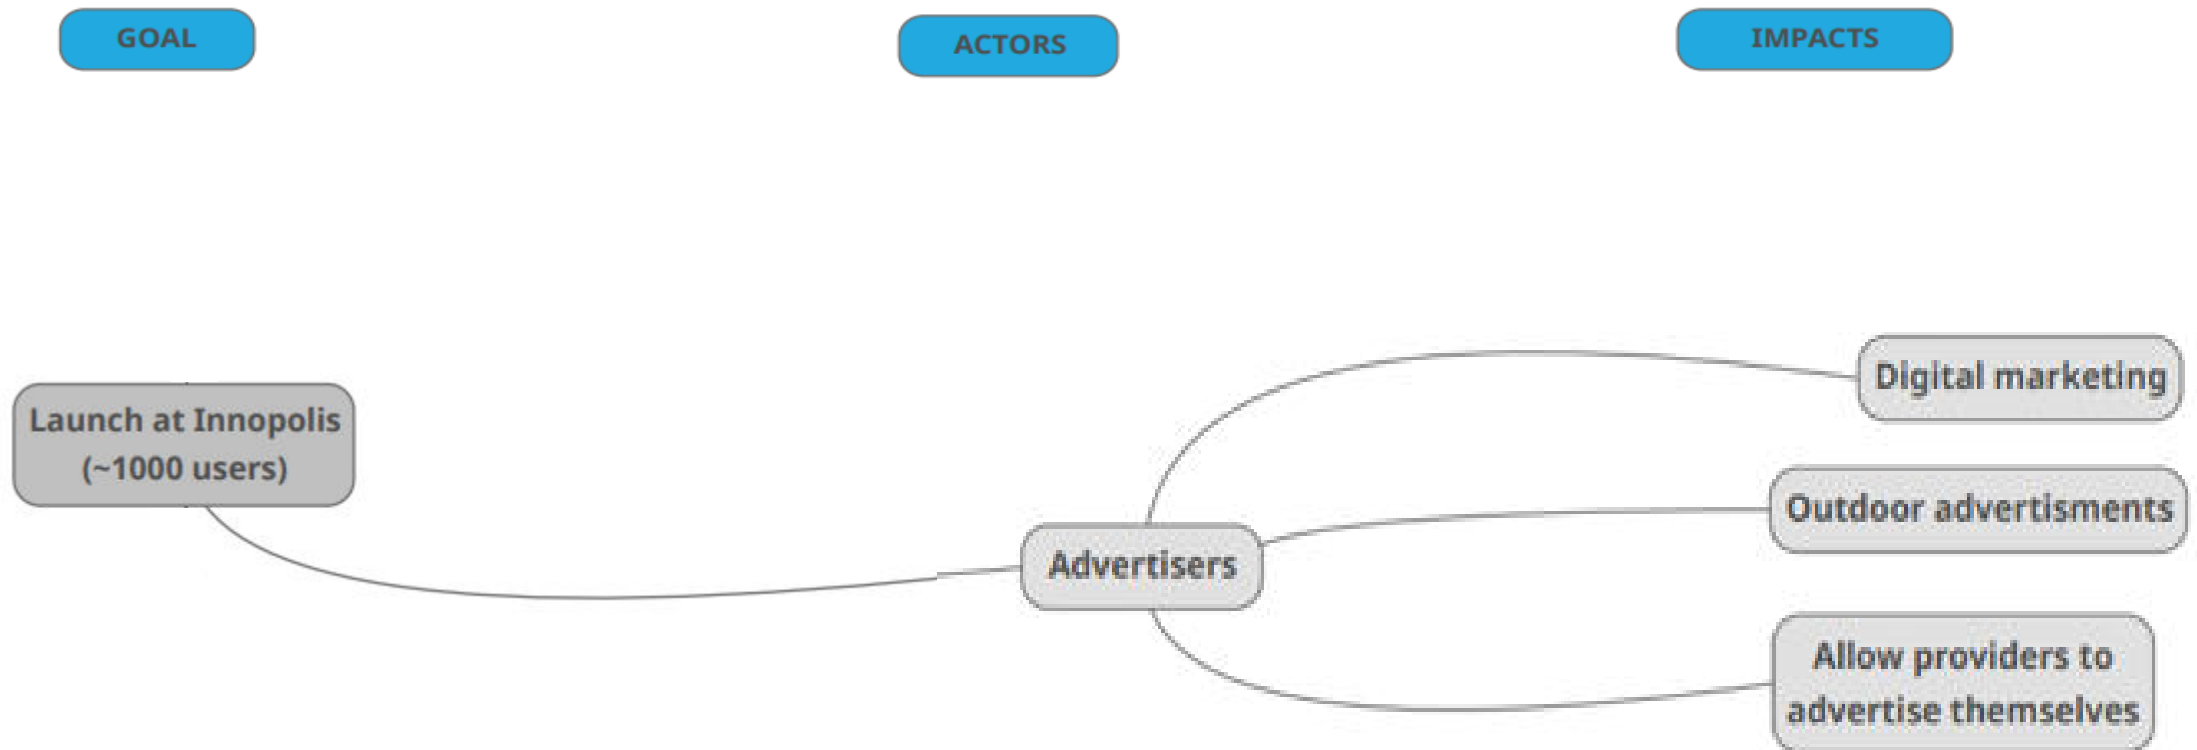 GOAL
ACTORS
IMPACTS
Launch at Innopolis
(~1000 users)
Advertisers
Digital marketing
Outdoor advertisments
Allow providers to
advertise themselves